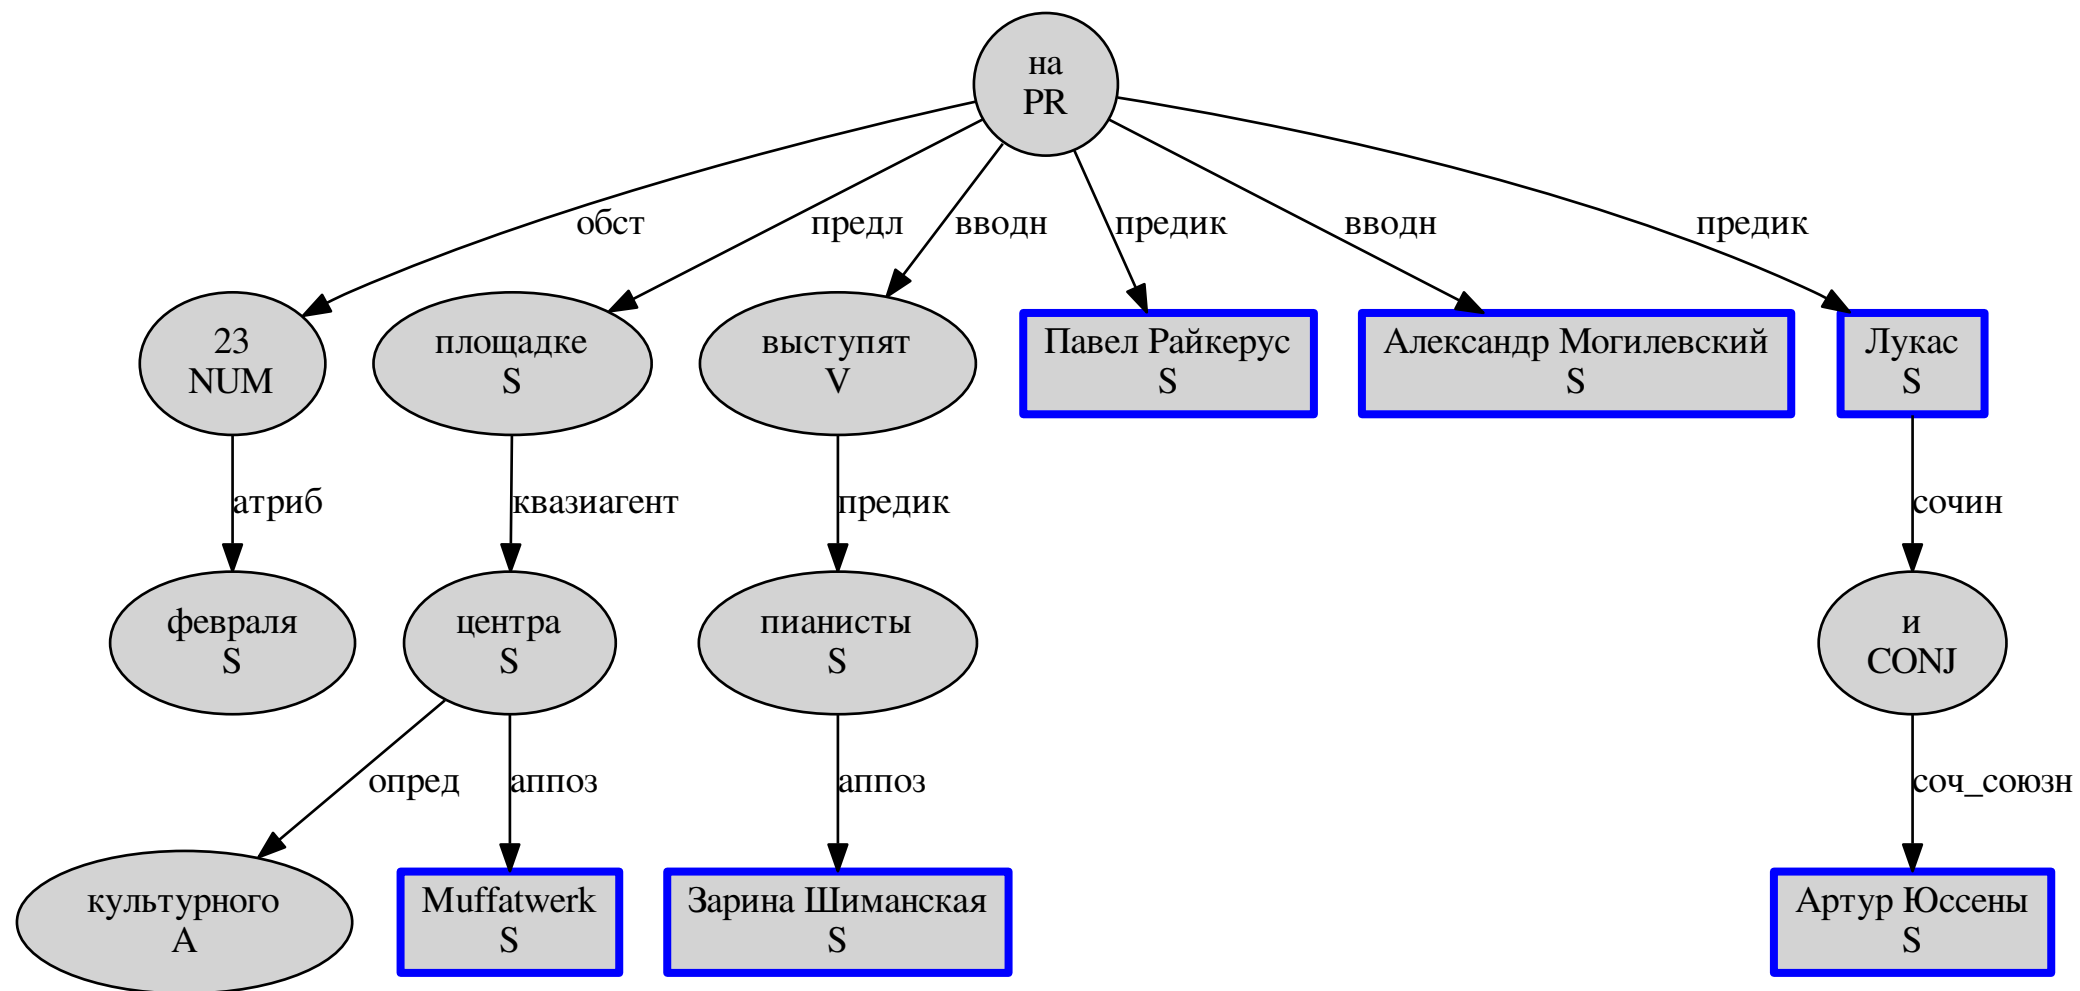 на
PR
обст
предл
вводн
предик
вводн
предик
23
NUM
площадке
S
выступят
V
Павел Райкерус
S
Александр Могилевский
S
Лукас
S
атриб
квазиагент
предик
сочин
февраля
S
центра
S
пианисты
S
и
CONJ
опред
аппоз
аппоз
соч_союзн
культурного
A
Muffatwerk
S
Зарина Шиманская
S
Артур Юссены
S